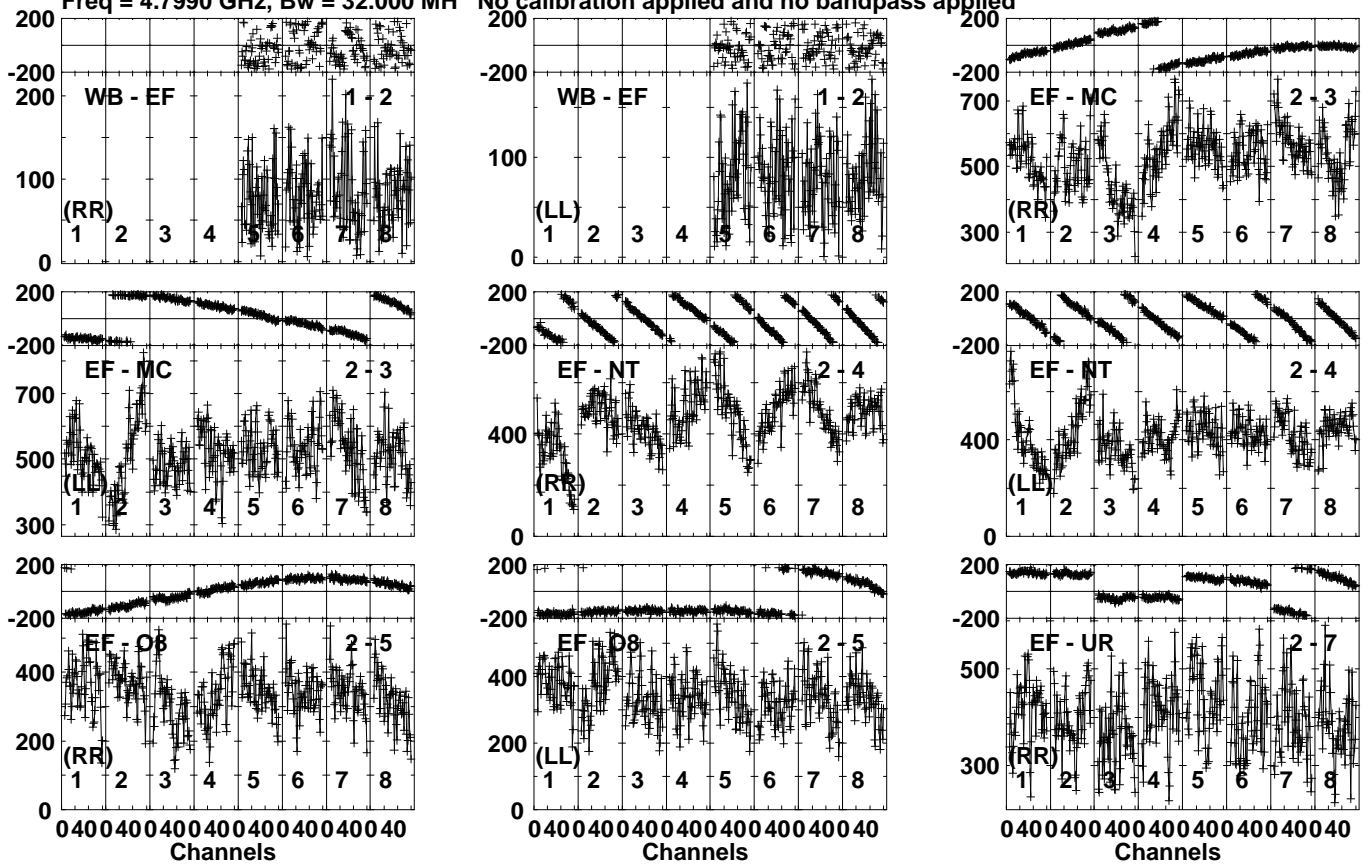 Freq = 4.7990 GHz, Bw = 32.000 MH No calibration applied and no bandpass applied
200
-200
WB - EF 1 - 2
200
100
0
(RR)
1 2 3 4 5 6 7 8
200
-200
WB - EF 1 - 2
100
0
(LL)
1 2 3 4 5 6 7 8
200
-200
EF - MC 2 - 3
700
500
300
(RR)
1 2 3 4 5 6 7 8
200
-200
EF - MC 2 - 3
700
500
300
(LL)
1 2 3 4 5 6 7 8
200
-200
EF - NT 2 - 4
400
0
(RR)
1 2 3 4 5 6 7 8
200
-200
EF - NT 2 - 4
400
0
(LL)
1 2 3 4 5 6 7 8
200
-200
EF - O8 2 - 5
400
200
0
(RR)
1 2 3 4 5 6 7 8
0 40 0 40 0 40 0 40 0 40 0 40 0 40 0 40
Channels
200
-200
EF - O8 2 - 5
400
200
0
(LL)
1 2 3 4 5 6 7 8
0 40 0 40 0 40 0 40 0 40 0 40 0 40 0 40
Channels
200
-200
EF - UR 2 - 7
500
300
(RR)
1 2 3 4 5 6 7 8
0 40 0 40 0 40 0 40 0 40 0 40 0 40 0 40
Channels